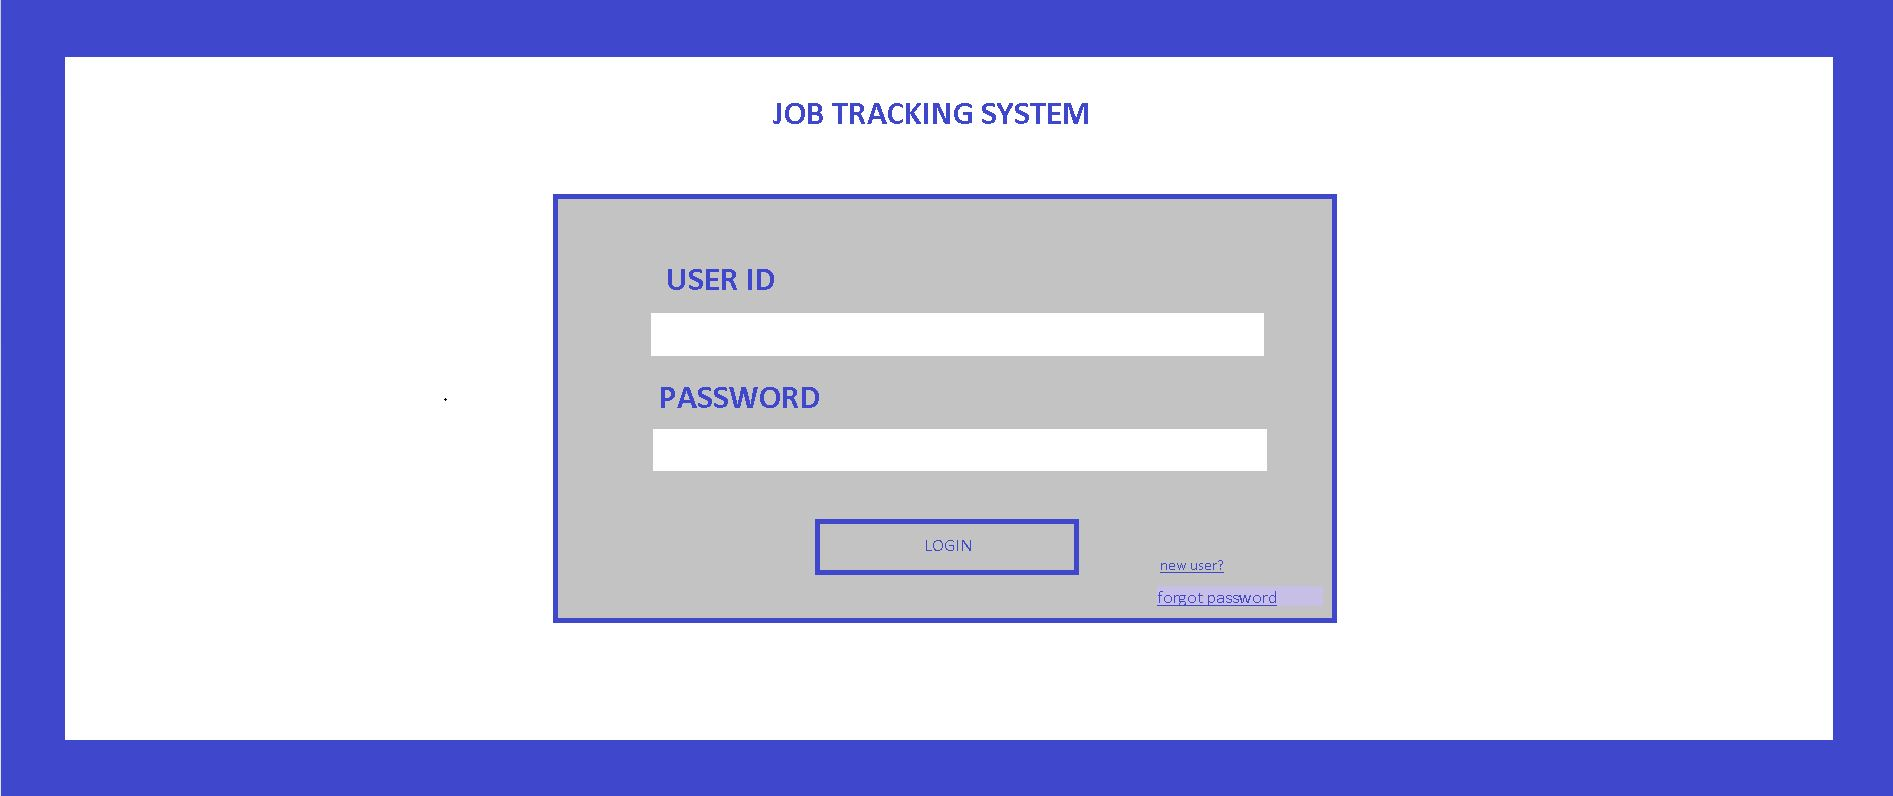 JOB TRACKING SYSTEM
USER ID
PASSWORD
LOGIN
new user?
forgot password